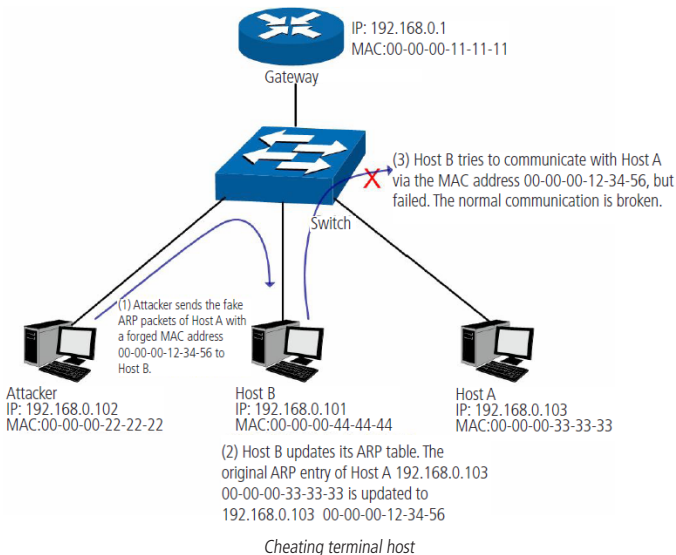 IP: 192.168.0.1
MAC:00-00-00-11-11-11
Gateway
(3) Host B tries to communicate with Host A
via the MAC address 00-00-00-12-34-56, but
failed. The normal communication is broken.
Switch
(1) Attacker sends the fake
ARP packets of Host A with
a forged MAC address
00-00-00-12-34-56 to
Host B.
Attacker
IP: 192.168.0.102
MAC:00-00-00-22-22-22
Host B
IP: 192.168.0.101
MAC:00-00-00-44-44-44
Host A
IP: 192.168.0.103
MAC:00-00-00-33-33-33
(2) Host B updates its ARP table. The
original ARP entry of Host A 192.168.0.103
00-00-00-33-33-33 is updated to
192.168.0.103 00-00-00-12-34-56
Cheating terminal host